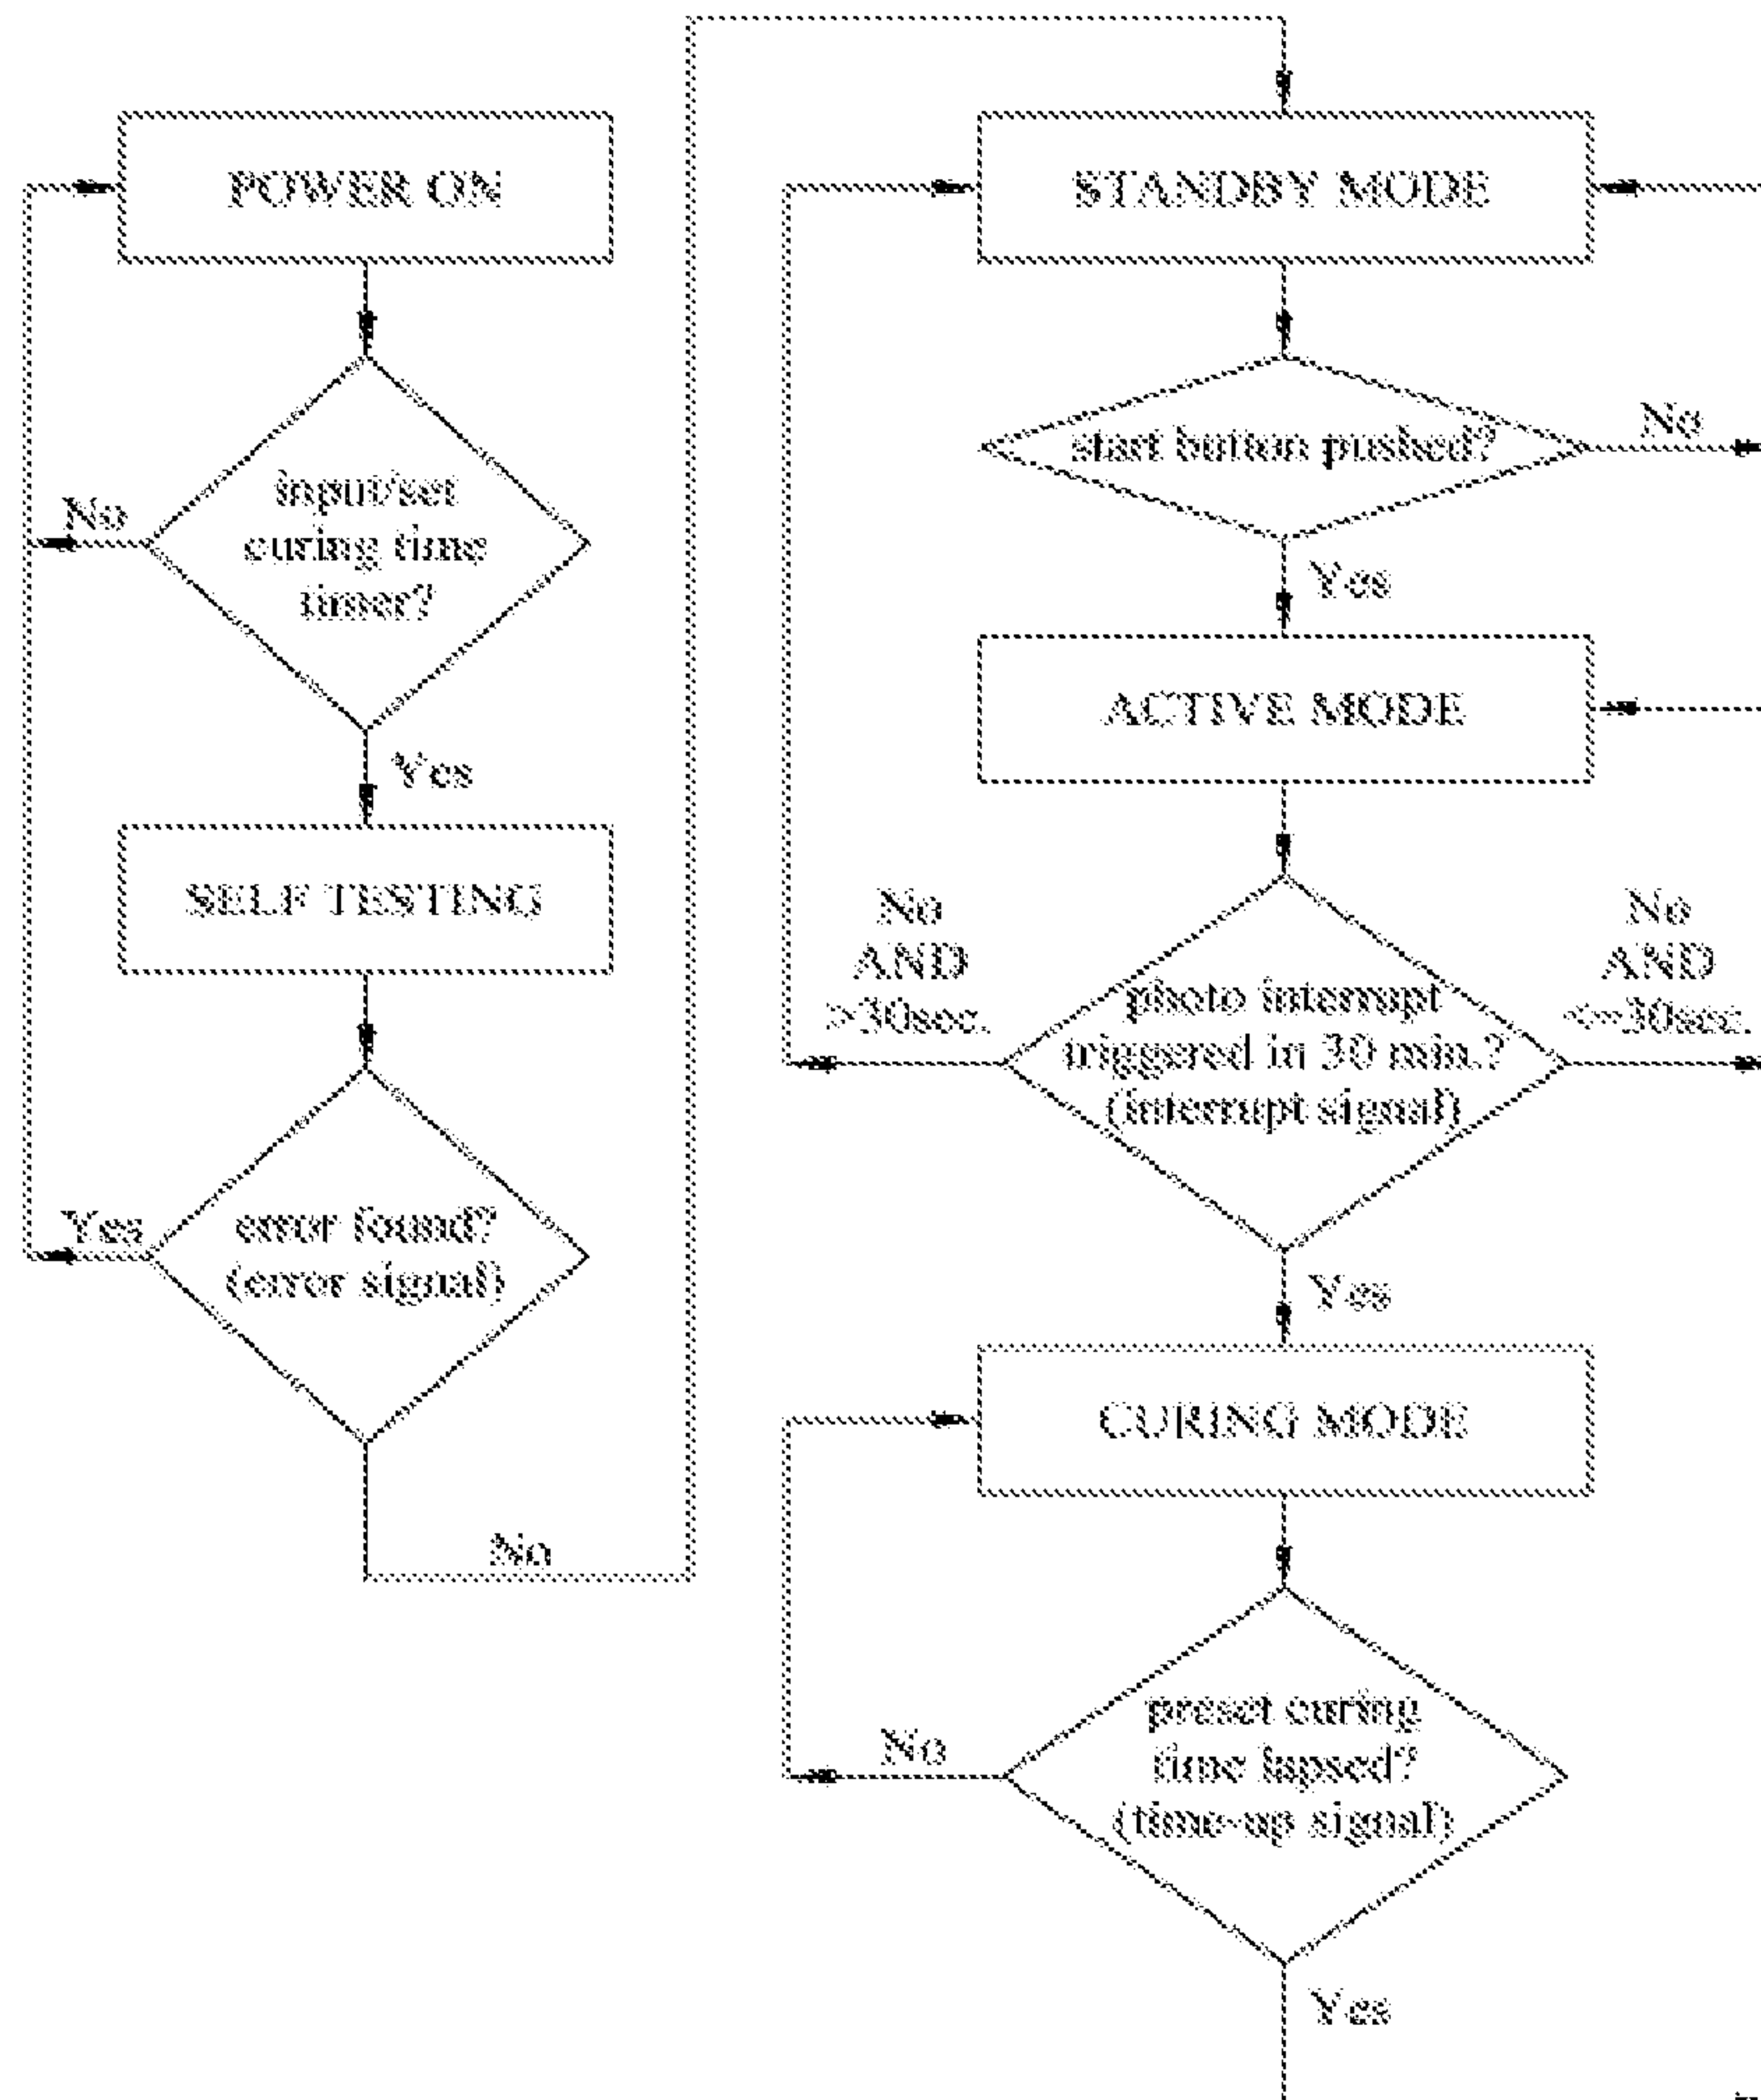 POWER ON
input/set
curing time
timer?
No
Yes
SELF TESTING
error found?
(error signal)
Yes
No
STANDBY MODE
start button pushed?
No
Yes
ACTIVE MODE
No
AND
>30sec.
photo interrupt
triggered in 30 min.?
(interrupt signal)
No
AND
<=30sec.
Yes
CURING MODE
preset curing
time lapsed?
(time-up signal)
No
Yes